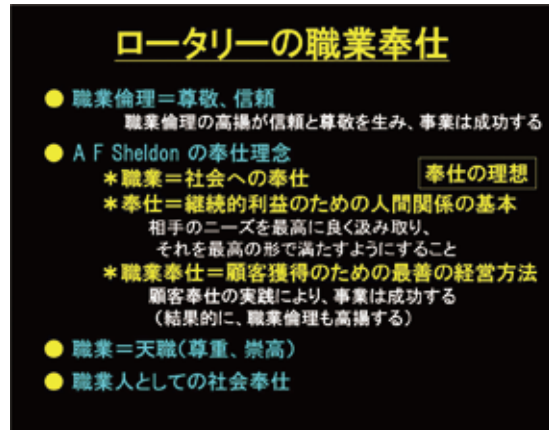 ロータリーの職業奉仕
● 職業倫理＝尊敬、信頼
職業倫理の高揚が信頼と尊敬を生み、事業は成功する
● A F Sheldon の奉仕理念
＊職業＝社会への奉仕
奉仕の理想
＊奉仕＝継続的利益のための人間関係の基本
相手のニーズを最高に良く汲み取り、
それを最高の形で満たすようにすること
＊職業奉仕＝顧客獲得のための最善の経営方法
顧客奉仕の実践により、事業は成功する
（結果的に、職業倫理も高揚する）
● 職業＝天職（尊重、崇高）
● 職業人としての社会奉仕